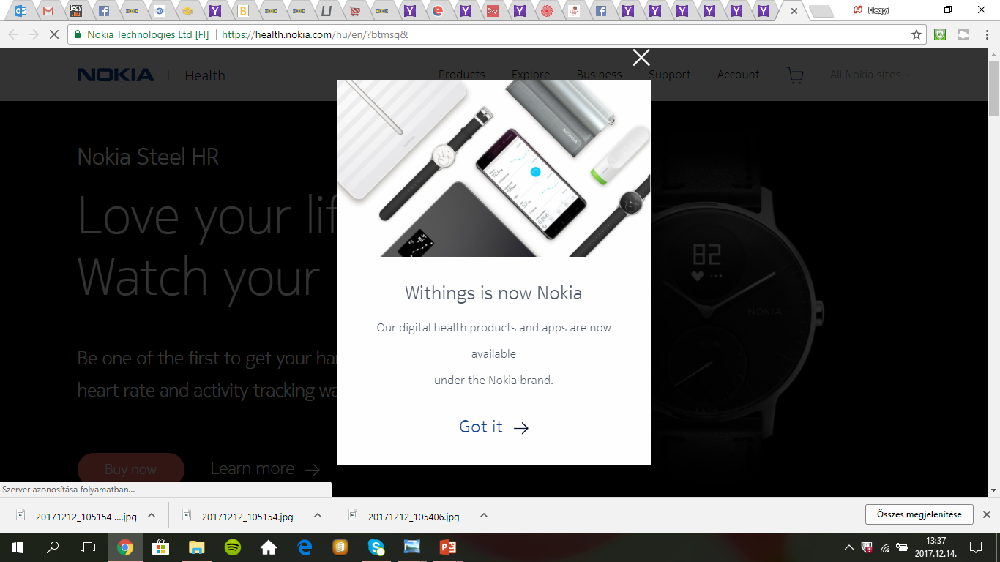 Hegyi
Nokia Technologies Ltd [FI] https://health.nokia.com/hu/en/?btmsg&
NOKIA | Health Products Explore Business Support Account All Nokia sites
Nokia Steel HR
Love your lif
Watch your
Be one of the first to get your ha
heart rate and activity tracking wa
Buy now Learn more
82
NOKIA
NOKIA
Withings is now Nokia
Our digital health products and apps are now
available
under the Nokia brand.
Got it
Szerver azonosítása folyamatban...
20171212_105154 ....jpg 20171212_105154.jpg 20171212_105406.jpg Összes megjelenítése
13:37
2017.12.14.